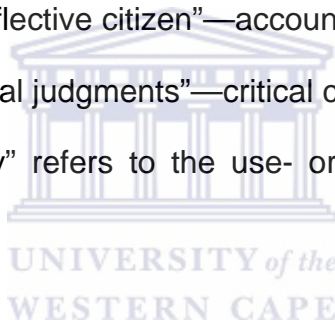 flective citizen”—accoun
al judgments”—critical c
y” refers to the use- or
UNIVERSITY of the
WESTERN CAPE